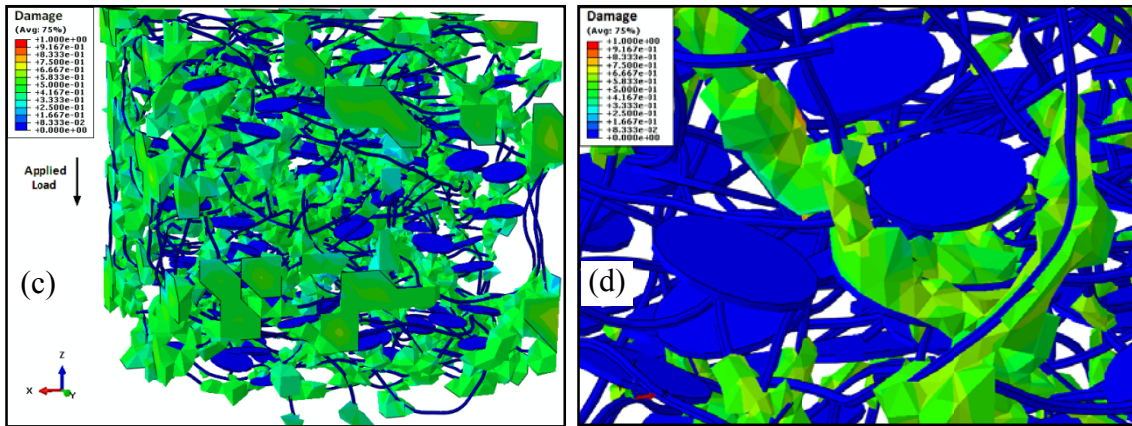 Damage
(Avg: 75%)
+1.000e+00
+9.167e-01
+8.333e-01
+7.500e-01
+6.667e-01
+5.833e-01
+5.000e-01
+4.167e-01
+3.333e-01
+2.500e-01
+1.667e-01
+8.333e-02
+0.000e+00
Applied
Load
(c)
Z
X
Y
Damage
(Avg: 75%)
+1.000e+00
+9.167e-01
+8.333e-01
+7.500e-01
+6.667e-01
+5.833e-01
+5.000e-01
+4.167e-01
+3.333e-01
+2.500e-01
+1.667e-01
+8.333e-02
+0.000e+00
(d)